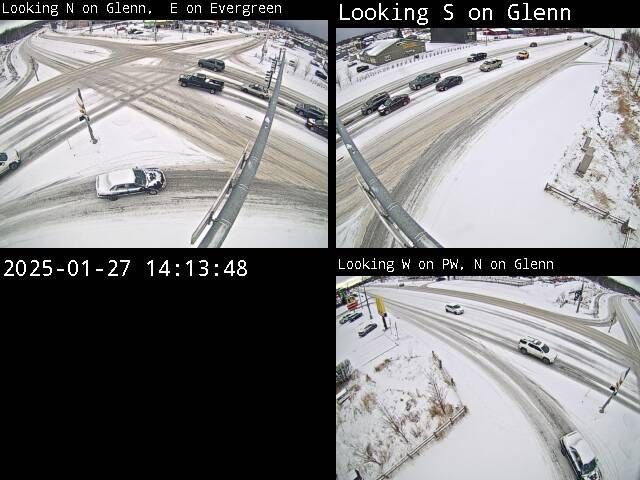 Looking N on Glenn,  E on Evergreen
Looking S on Glenn
2025-01-27 14:13:48
Looking W on PW, N on Glenn